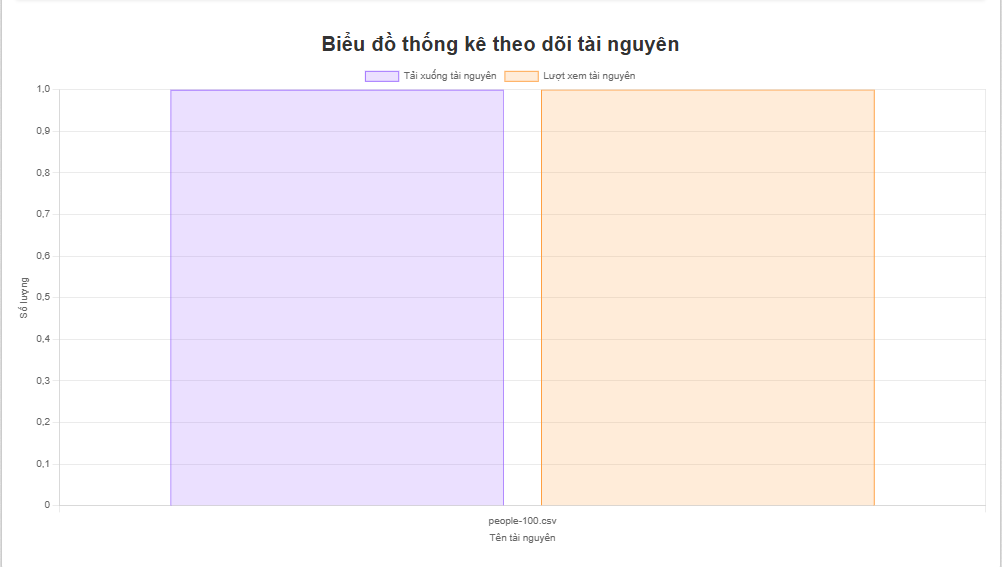 Biểu đồ thống kê theo dõi tài nguyên
Tải xuống tài nguyên Lượt xem tài nguyên
1,0
0,9
0,8
0,7
0,6
0,5
0,4
0,3
0,2
0,1
0
Số lượng
people-100.csv
Tên tài nguyên